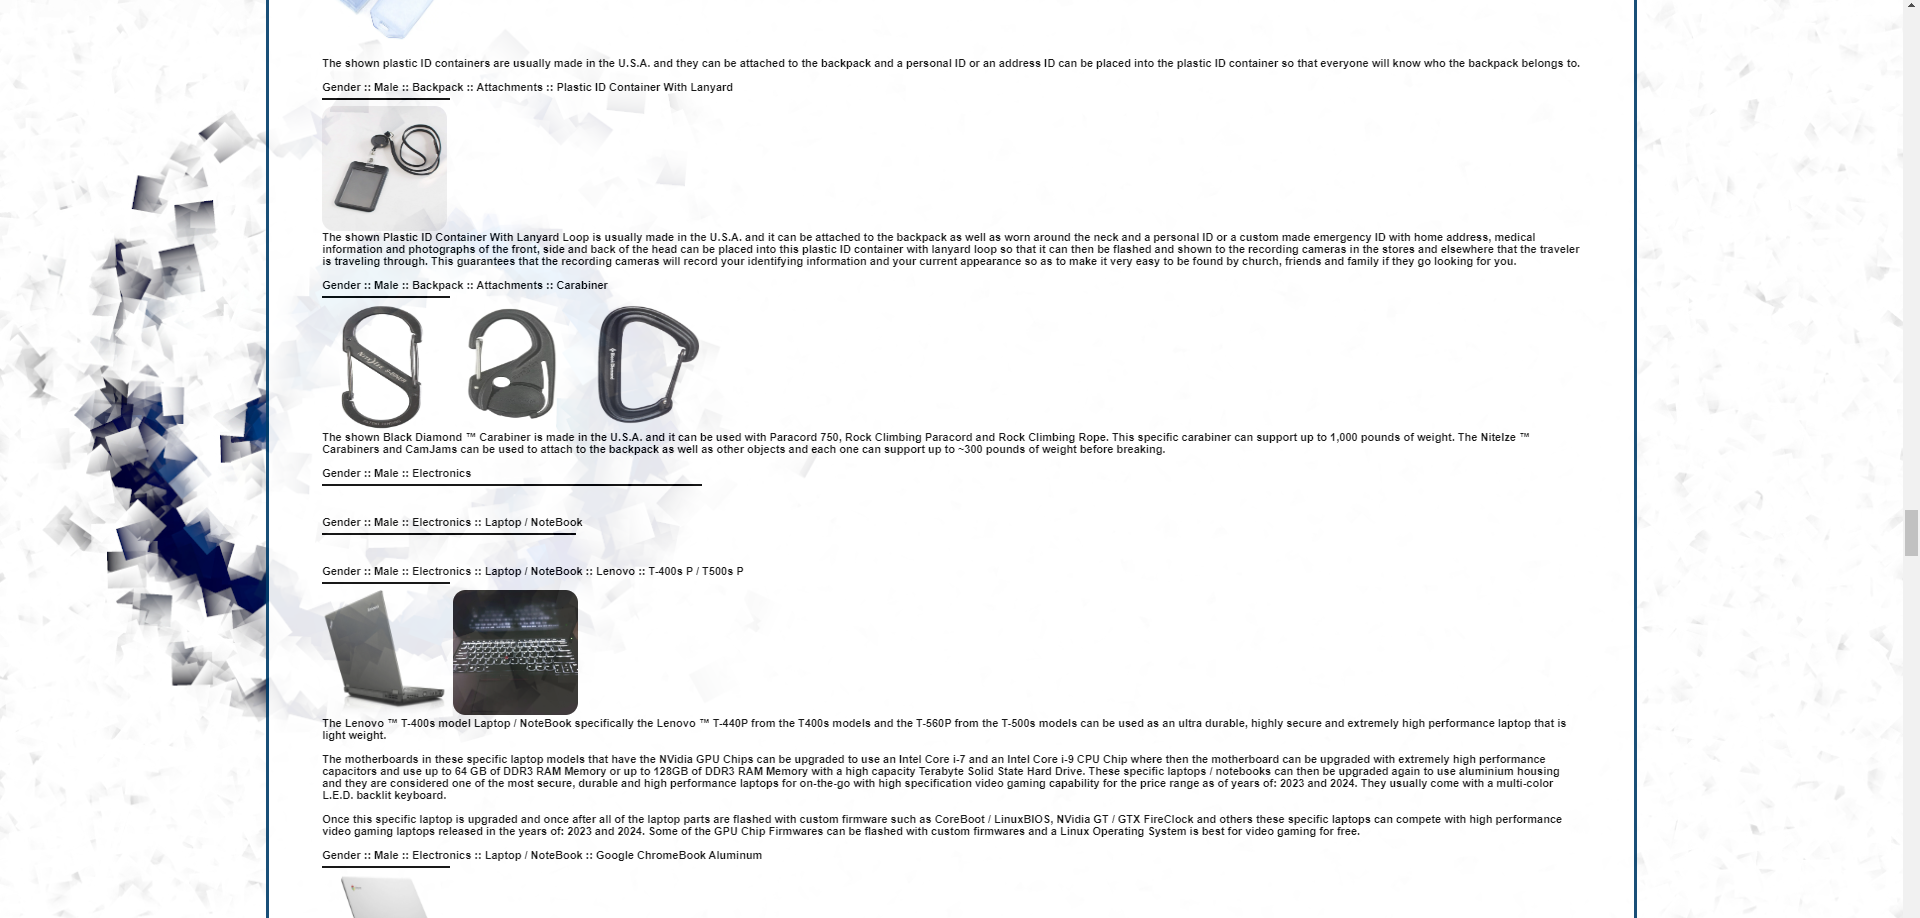 The shown plastic ID containers are usually made in the U.S.A. and they can be attached to the backpack and a personal ID or an address ID can be placed into the plastic ID container so that everyone will know who the backpack belongs to.
Gender :: Male :: Backpack :: Attachments :: Plastic ID Container With Lanyard
The shown Plastic ID Container With Lanyard Loop is usually made in the U.S.A. and it can be attached to the backpack as well as worn around the neck and a personal ID or a custom made emergency ID with home address, medical
information and photographs of the front, side and back of the head can be placed into this plastic ID container with lanyard loop so that it can then be flashed and shown to the recording cameras in the stores and elsewhere that the traveler
is traveling through. This guarantees that the recording cameras will record your identifying information and your current appearance so as to make it very easy to be found by church, friends and family if they go looking for you.
Gender :: Male :: Backpack :: Attachments :: Carabiner
The shown Black Diamond ™ Carabiner is made in the U.S.A. and it can be used with Paracord 750, Rock Climbing Paracord and Rock Climbing Rope. This specific carabiner can support up to 1,000 pounds of weight. The NiteIze ™
Carabiners and CamJams can be used to attach to the backpack as well as other objects and each one can support up to ~300 pounds of weight before breaking.
Gender :: Male :: Electronics
Gender :: Male :: Electronics :: Laptop / NoteBook
Gender :: Male :: Electronics :: Laptop / NoteBook :: Lenovo :: T-400s P / T500s P
The Lenovo ™ T-400s model Laptop / NoteBook specifically the Lenovo ™ T-440P from the T400s models and the T-560P from the T-500s models can be used as an ultra durable, highly secure and extremely high performance laptop that is
light weight.
The motherboards in these specific laptop models that have the NVidia GPU Chips can be upgraded to use an Intel Core i-7 and an Intel Core i-9 CPU Chip where then the motherboard can be upgraded with extremely high performance
capacitors and use up to 64 GB of DDR3 RAM Memory or up to 128GB of DDR3 RAM Memory with a high capacity Terabyte Solid State Hard Drive. These specific laptops / notebooks can then be upgraded again to use aluminium housing
and they are considered one of the most secure, durable and high performance laptops for on-the-go with high specification video gaming capability for the price range as of years of: 2023 and 2024. They usually come with a multi-color
L.E.D. backlit keyboard.
Once this specific laptop is upgraded and once after all of the laptop parts are flashed with custom firmware such as CoreBoot / LinuxBIOS, NVidia GT / GTX FireClock and others these specific laptops can compete with high performance
video gaming laptops released in the years of: 2023 and 2024. Some of the GPU Chip Firmwares can be flashed with custom firmwares and a Linux Operating System is best for video gaming for free.
Gender :: Male :: Electronics :: Laptop / NoteBook :: Google ChromeBook Aluminum